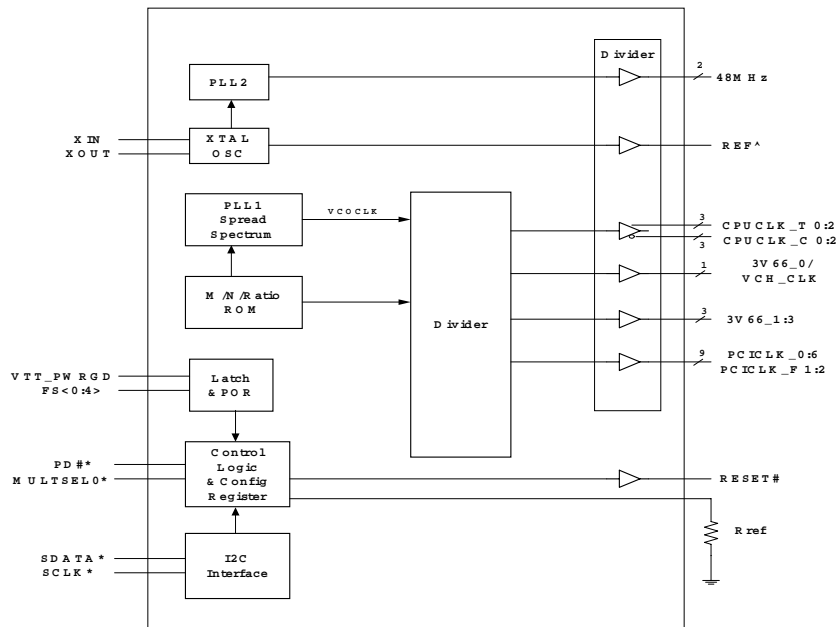 Divider
2
48MHz
PLL2
XIN
XOUT
XTAL
OSC
REF^
PLL1
Spread
Spectrum
VCOCLK
3
CPUCLK_T 0:2
CPUCLK_C 0:2
3
1
3V66_0/
VCH_CLK
M/N/Ratio
ROM
Divider
3
3V66_1:3
9
PCICLK_0:6
PCICLK_F 1:2
VTT_PWRGD
FS<0:4>
Latch
& POR
PD#*
MULTSEL0*
Control
Logic
& Config
Register
RESET#
Rref
SDATA*
SCLK*
I2C
Interface